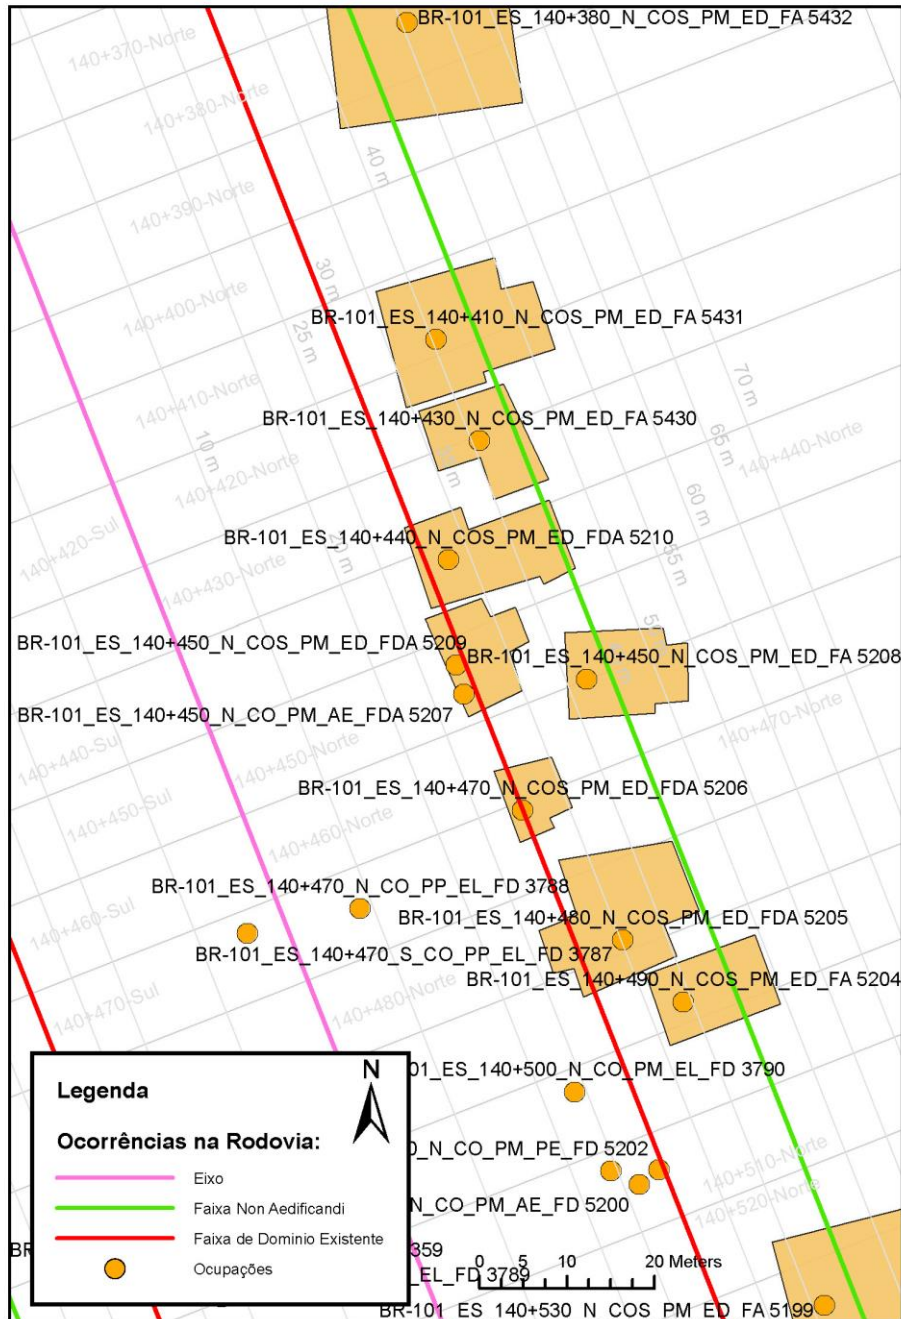 BR-101_ES_140+380_N_COS_PM_ED_FA 5432
140+370-Norte
140+380-Norte
40 m
140+390-Norte
30 m
140+400-Norte
BR-101_ES_140+410_N_COS_PM_ED_FA 5431
25 m
70 m
140+410-Norte
BR-101_ES_140+430_N_COS_PM_ED_FA 5430
65 m
140+440-Norte
10 m
140+420-Norte
60 m
140+420-Sul
BR-101_ES_140+440_N_COS_PM_ED_FDA 5210
20 m
55 m
140+430-Norte
BR-101_ES_140+450_N_COS_PM_ED_FDA 5209
BR-101_ES_140+450_N_COS_PM_ED_FA 5208
BR-101_ES_140+450_N_CO_PM_AE_FDA 5207
140+470-Norte
140+440-Sul
140+450-Norte
BR-101_ES_140+470_N_COS_PM_ED_FDA 5206
140+450-Sul
140+460-Norte
BR-101_ES_140+470_N_CO_PP_EL_FD 3788
140+460-Sul
BR-101_ES_140+480_N_COS_PM_ED_FDA 5205
BR-101_ES_140+470_S_CO_PP_EL_FD 3787
BR-101_ES_140+490_N_COS_PM_ED_FA 5204
140+470-Sul
140+480-Norte
01_ES_140+500_N_CO_PM_EL_FD 3790
0_N_CO_PM_PE_FD 5202
140+510-Norte
140+520-Norte
N_CO_PM_AE_FD 5200
359
_EL_FD 3789
BR-101_ES_140+530_N_COS_PM_ED_FA 5199
0 5 10 20 Meters
N
Legenda
Ocorrências na Rodovia:
Eixo
Faixa Non Aedificandi
Faixa de Dominio Existente
Ocupações